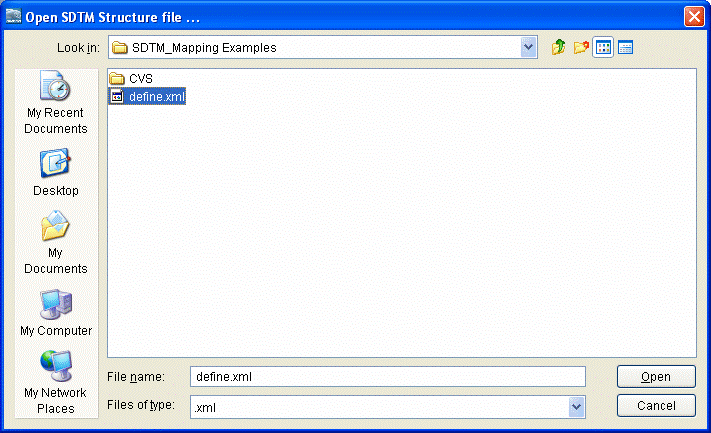 Open SDTM Structure file ...
Look in: SDTM_Mapping Examples
CVS
define.xml
My Recent
Documents
Desktop
My
Documents
My Computer
My Network
Places
File name: define.xml Open
Files of type: .xml Cancel